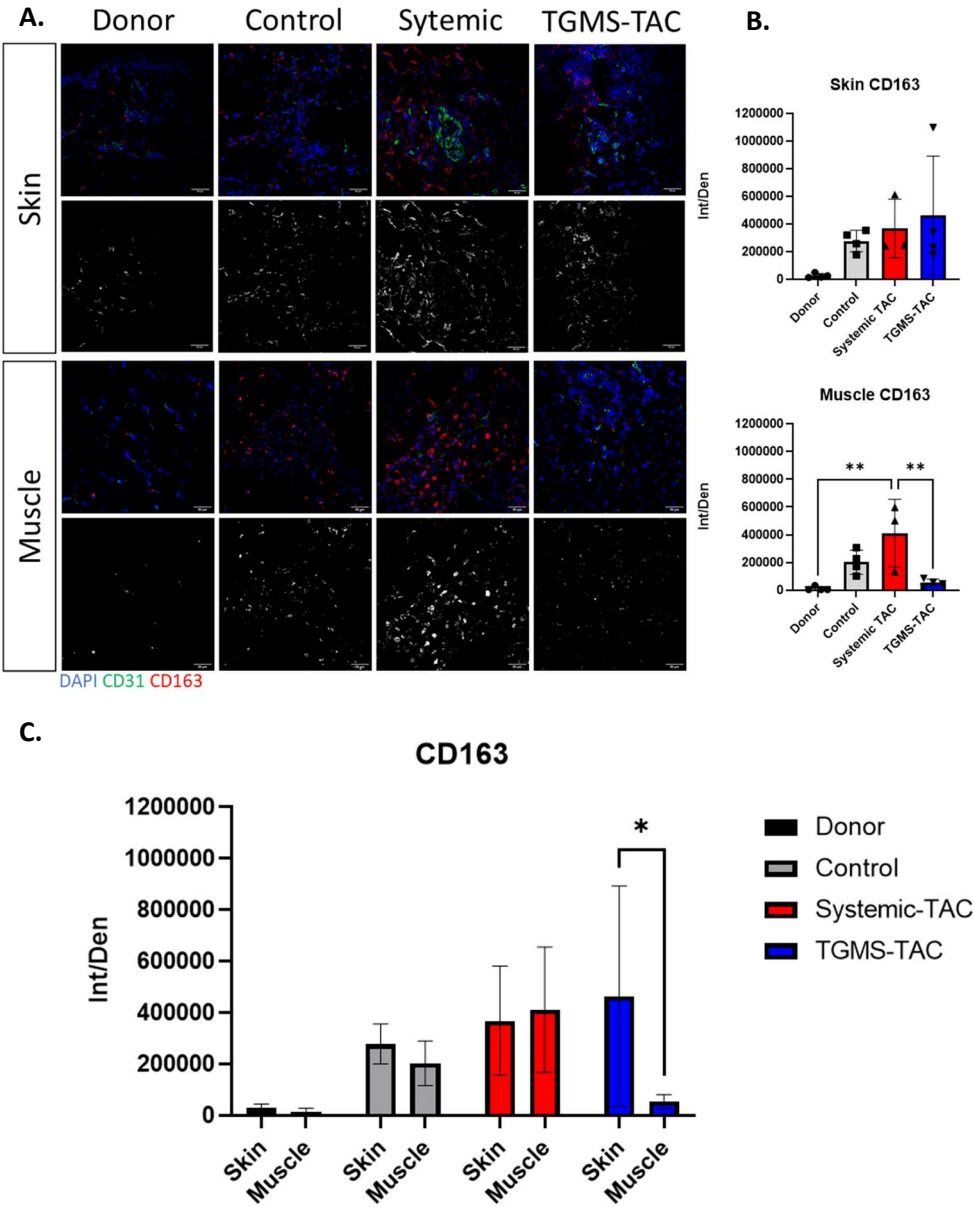 A.
Donor Control Sytemic TGMS-TAC
Skin
Muscle
DAPI CD31 CD163
B.
Skin CD163
Int/Den
1200000
1000000
800000
600000
400000
200000
0
Donor
Control
Systemic TAC
TGMS-TAC
Muscle CD163
Int/Den
1200000
1000000
800000
600000
400000
200000
0
** **
Donor
Control
Systemic TAC
TGMS-TAC
C.
CD163
Int/Den
1200000
1000000
800000
600000
400000
200000
0
*
Skin
Muscle
Skin
Muscle
Skin
Muscle
Skin
Muscle
Donor
Control
Systemic-TAC
TGMS-TAC